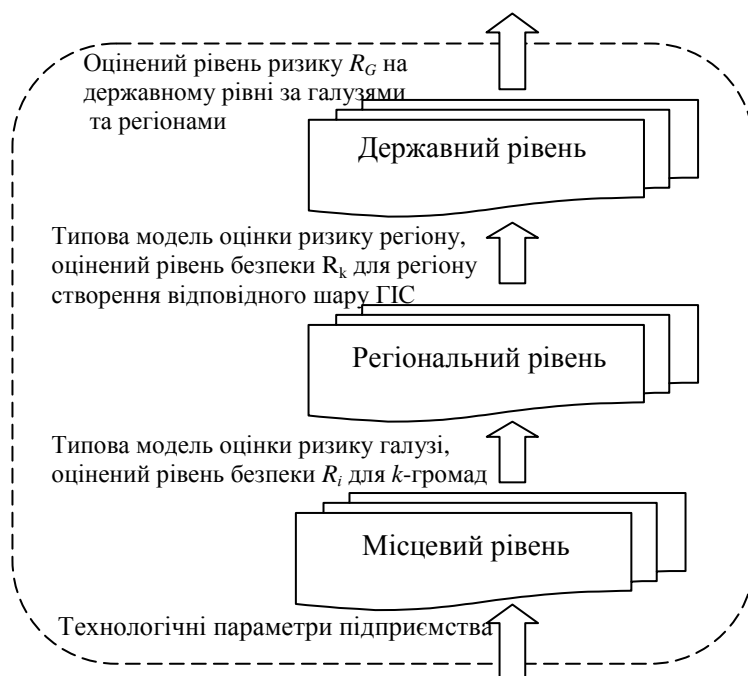 Оцінений рівень ризику R_G на
державному рівні за галузями
та регіонами
Державний рівень
Типова модель оцінки ризику регіону,
оцінений рівень безпеки R_k для регіону
створення відповідного шару ГІС
Регіональний рівень
Типова модель оцінки ризику галузі,
оцінений рівень безпеки R_i для k-громад
Місцевий рівень
Технологічні параметри підприємства